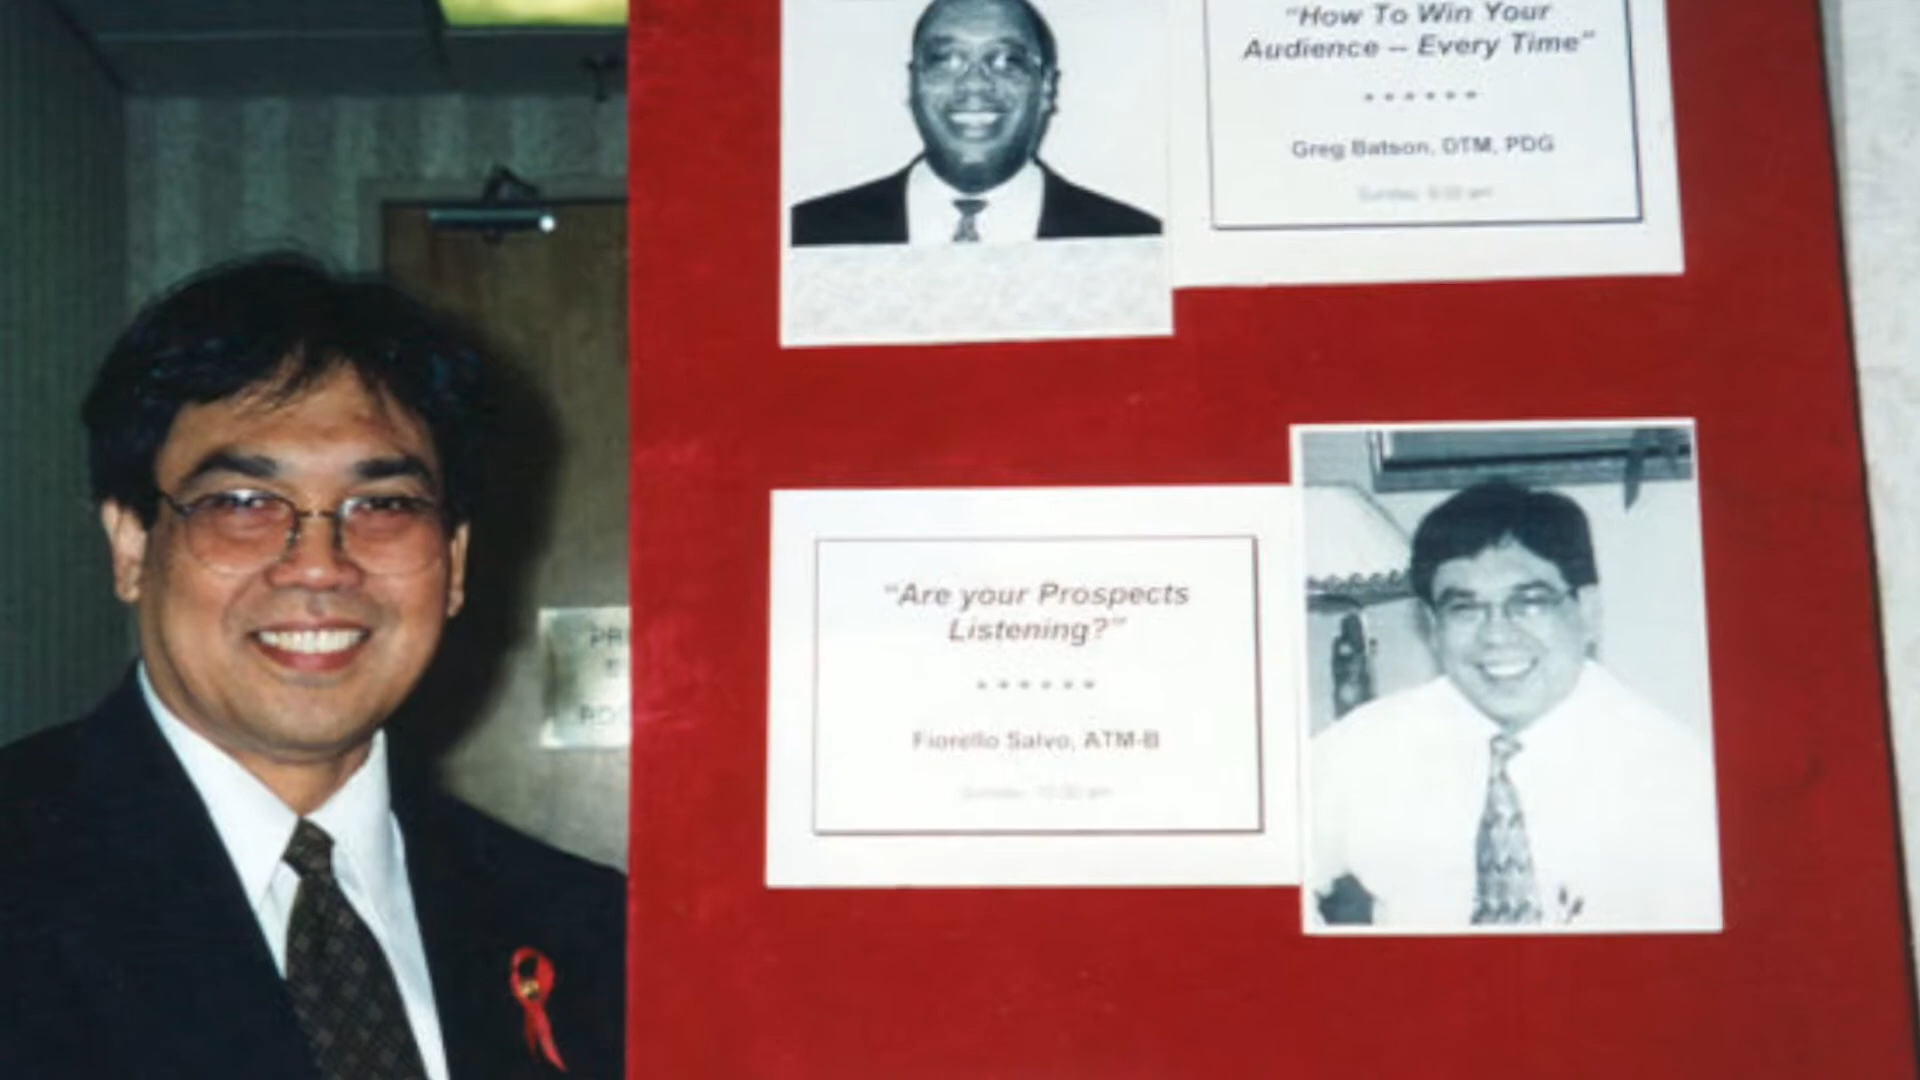 "How To Win Your
Audience – Every Time"
Greg Batson, DTM, PDG
"Are your Prospects
Listening?"
Fiorello Salvo, ATM-B